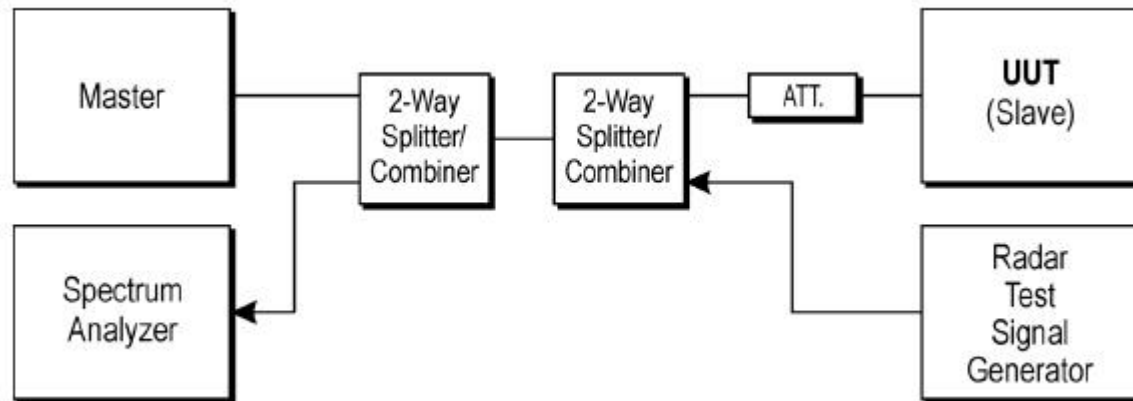 Master
2-Way
Splitter/
Combiner
2-Way
Splitter/
Combiner
ATT.
UUT
(Slave)
Spectrum
Analyzer
Radar
Test
Signal
Generator